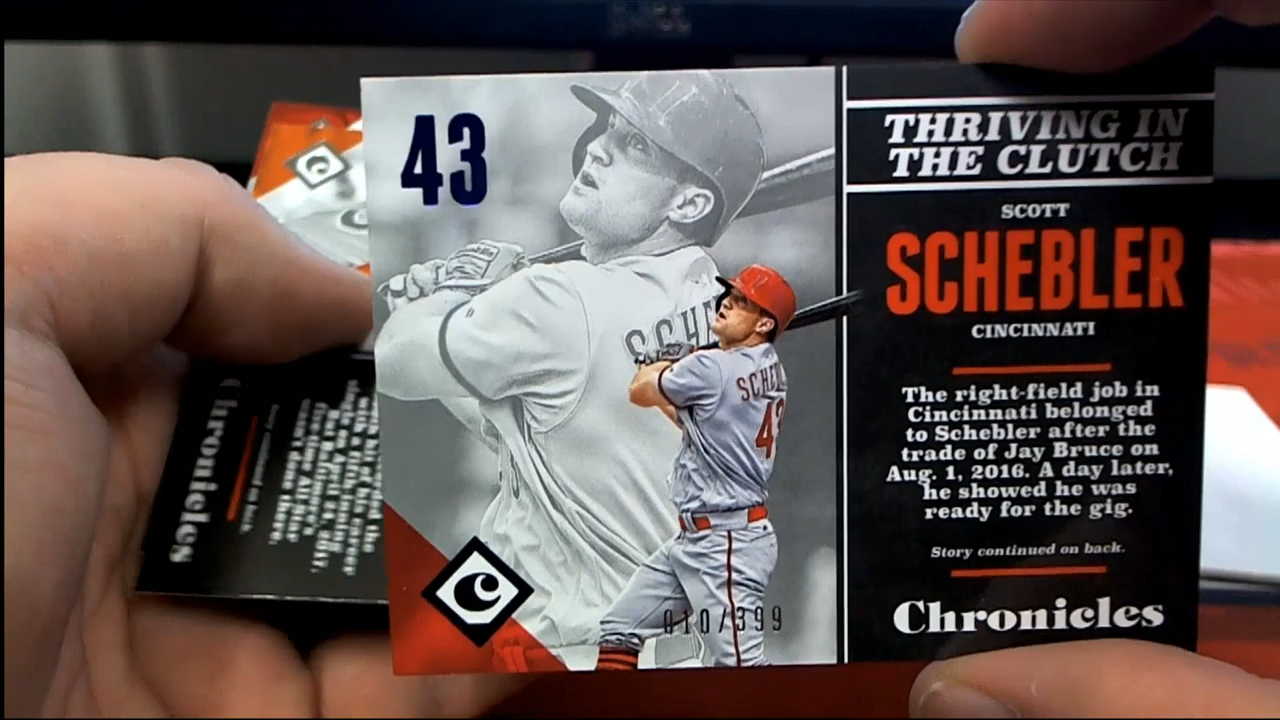 43
THRIVING IN
THE CLUTCH
SCOTT
SCHEBLER
CINCINNATI
The right-field job in
Cincinnati belonged
to Schebler after the
trade of Jay Bruce on
Aug. 1, 2016. A day later,
he showed he was
ready for the gig.
Story continued on back.
Chronicles
C
SCHE
SCHEBL
43
010/399
Chronicles